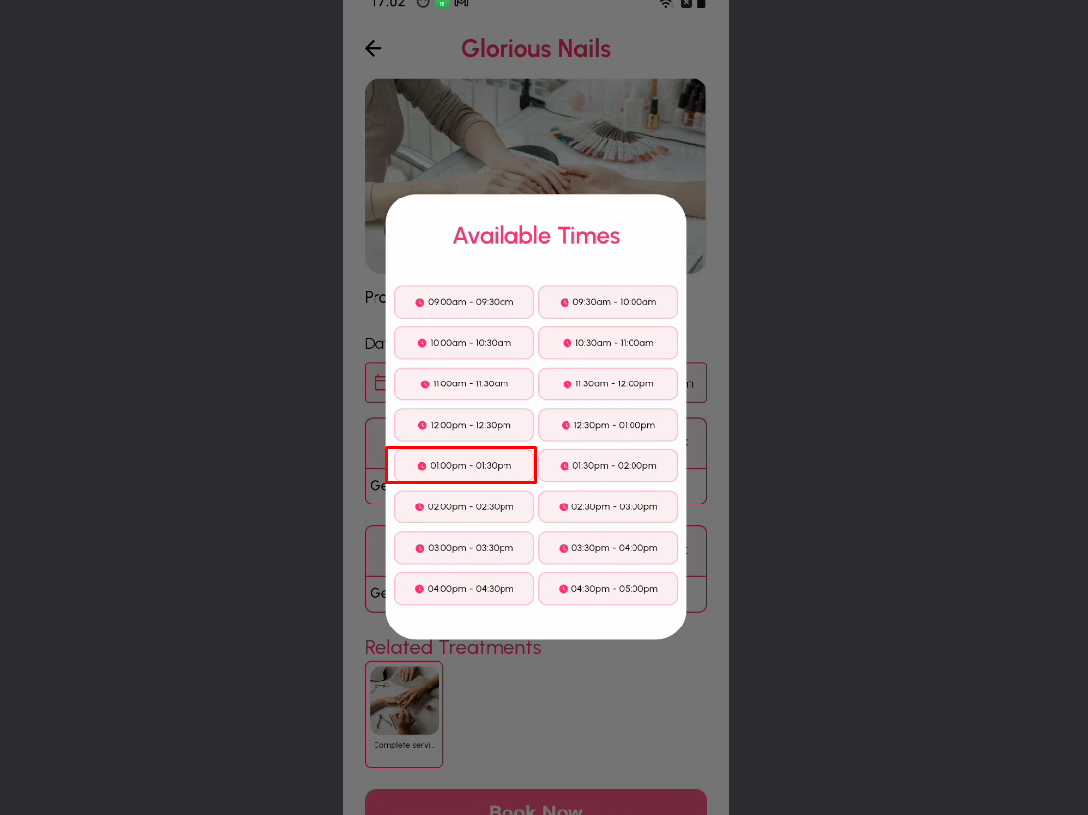 17:02
Glorious Nails
Available Times
09:00am - 09:30am
09:30am - 10:00am
10:00am - 10:30am
10:30am - 11:00am
11:00am - 11:30am
11:30am - 12:00pm
12:00pm - 12:30pm
12:30pm - 01:00pm
01:00pm - 01:30pm
01:30pm - 02:00pm
02:00pm - 02:30pm
02:30pm - 03:00pm
03:00pm - 03:30pm
03:30pm - 04:00pm
04:00pm - 04:30pm
04:30pm - 05:00pm
Related Treatments
Complete servi...
Book Now